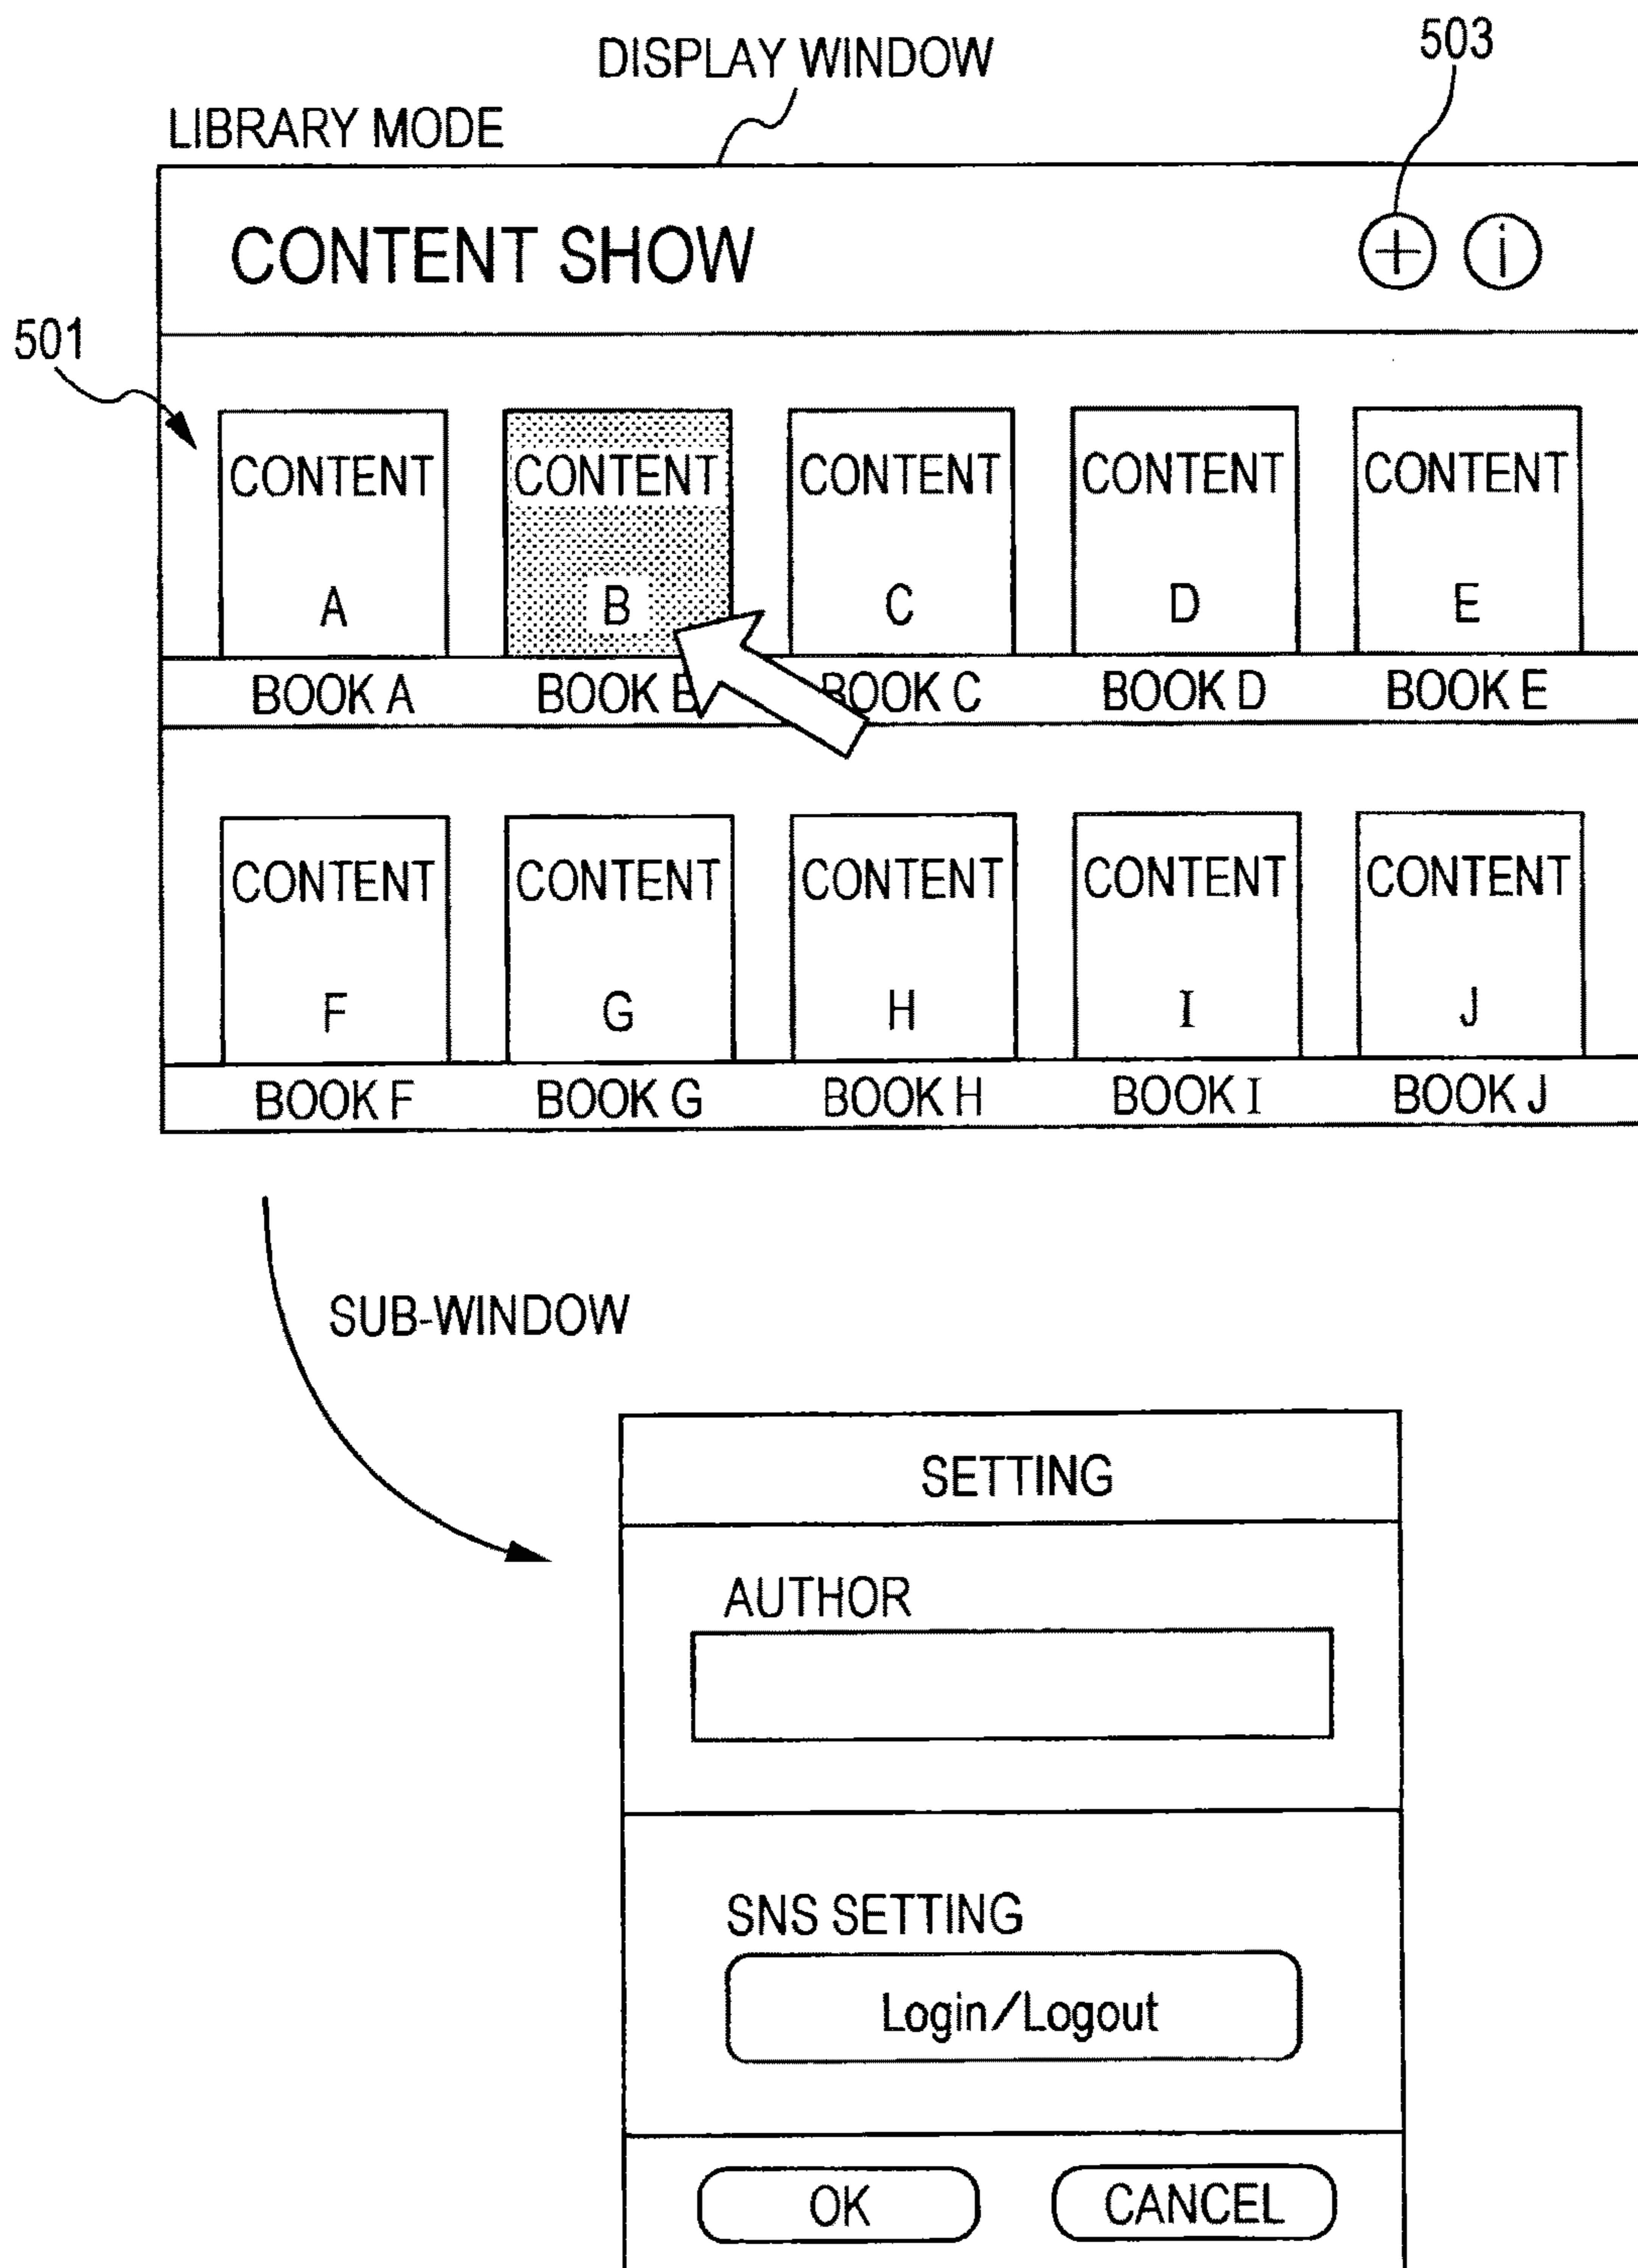 DISPLAY WINDOW
503
LIBRARY MODE
CONTENT SHOW + i
501
CONTENT CONTENT CONTENT CONTENT CONTENT
A B C D E
BOOK A BOOK B BOOK C BOOK D BOOK E
CONTENT CONTENT CONTENT CONTENT CONTENT
F G H I J
BOOK F BOOK G BOOK H BOOK I BOOK J
SUB-WINDOW
SETTING
AUTHOR
SNS SETTING
Login/Logout
OK CANCEL